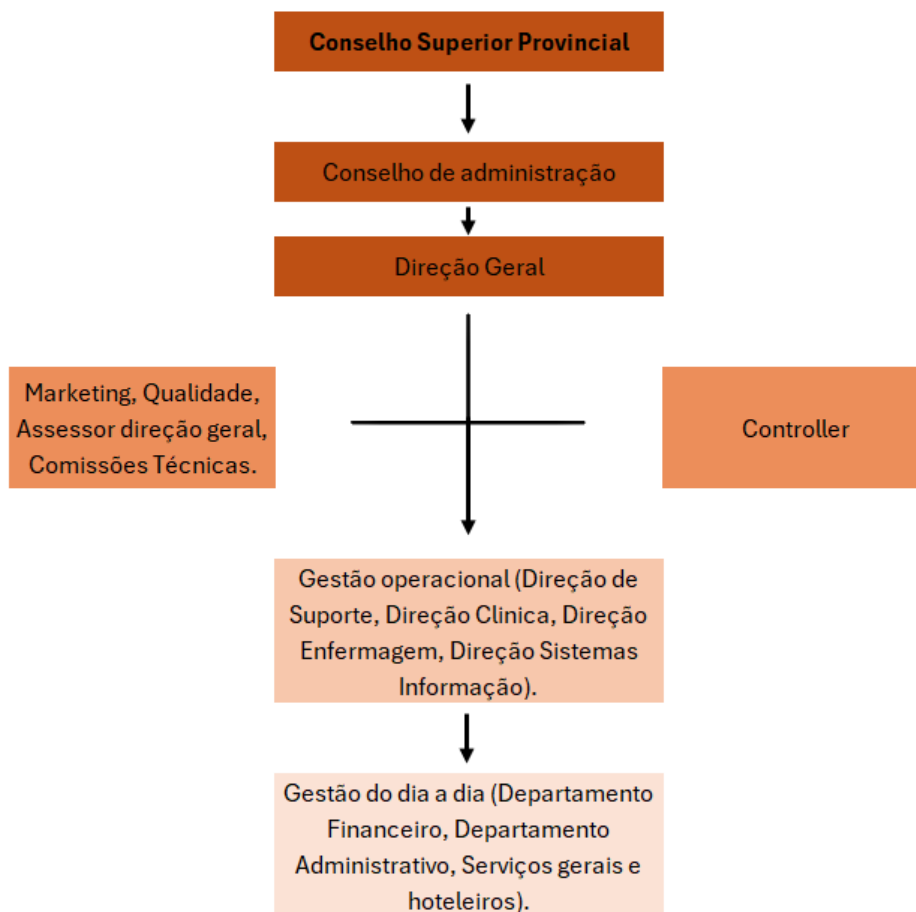 Conselho Superior Provincial
Conselho de administração
Direção Geral
Marketing, Qualidade,
Assessor direção geral,
Comissões Técnicas.
Controller
Gestão operacional (Direção de
Suporte, Direção Clinica, Direção
Enfermagem, Direção Sistemas
Informação).
Gestão do dia a dia (Departamento
Financeiro, Departamento
Administrativo, Serviços gerais e
hoteleiros).